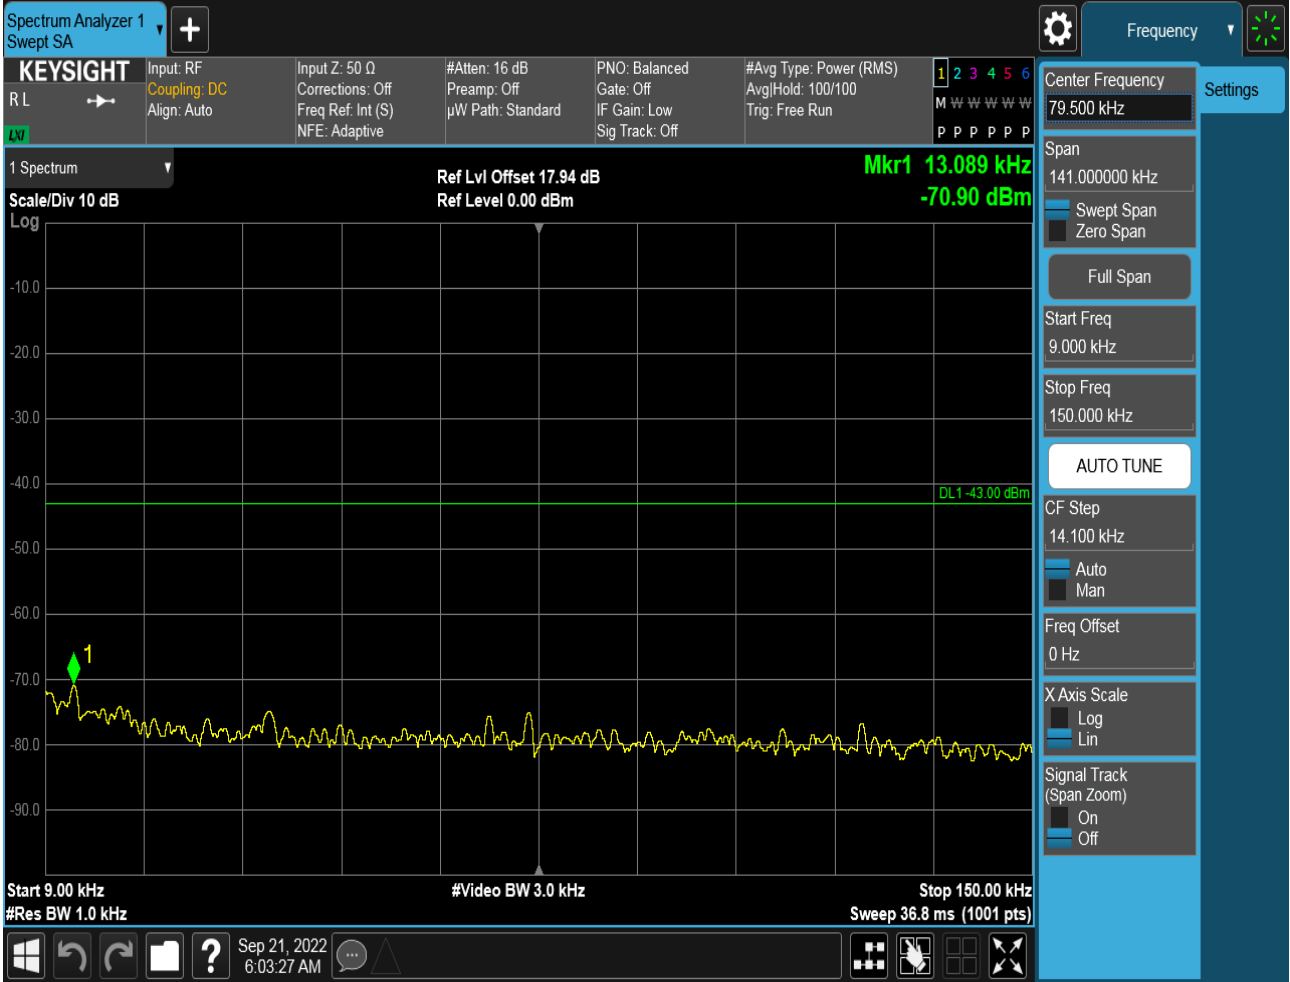 Spectrum Analyzer 1
Swept SA
Frequency
KEYSIGHT
R L
LXI
Input: RF
Coupling: DC
Align: Auto
Input Z: 50 Ω
Corrections: Off
Freq Ref: Int (S)
NFE: Adaptive
#Atten: 16 dB
Preamp: Off
µW Path: Standard
PNO: Balanced
Gate: Off
IF Gain: Low
Sig Track: Off
#Avg Type: Power (RMS)
Avg|Hold: 100/100
Trig: Free Run
1 2 3 4 5 6
M W W W W W
P P P P P P
1 Spectrum
Scale/Div 10 dB
Log
Ref Lvl Offset 17.94 dB
Ref Level 0.00 dBm
Mkr1 13.089 kHz
-70.90 dBm
-10.0
-20.0
-30.0
-40.0
DL1 -43.00 dBm
-50.0
-60.0
1
-70.0
-80.0
-90.0
Start 9.00 kHz
#Res BW 1.0 kHz
#Video BW 3.0 kHz
Stop 150.00 kHz
Sweep 36.8 ms (1001 pts)
Center Frequency
79.500 kHz
Settings
Span
141.000000 kHz
Swept Span
Zero Span
Full Span
Start Freq
9.000 kHz
Stop Freq
150.000 kHz
AUTO TUNE
CF Step
14.100 kHz
Auto
Man
Freq Offset
0 Hz
X Axis Scale
Log
Lin
Signal Track
(Span Zoom)
On
Off
?
Sep 21, 2022
6:03:27 AM